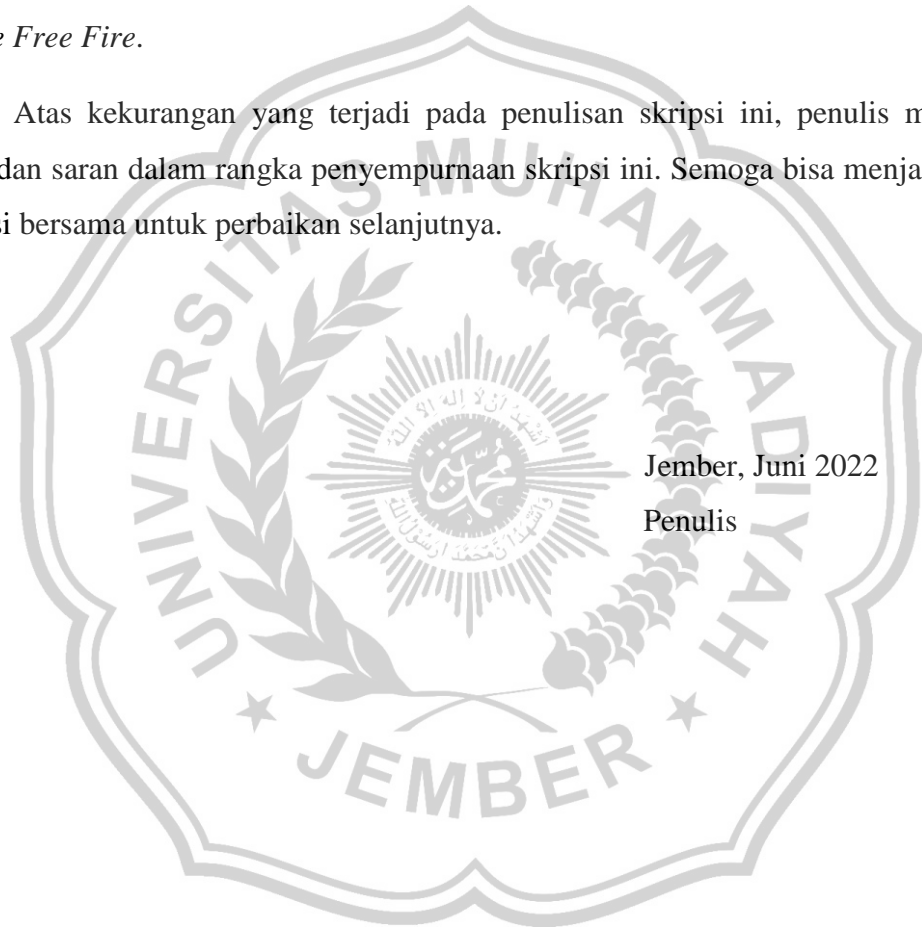 e Free Fire.
Atas kekurangan yang terjadi pada penulisan skripsi ini, penulis m
dan saran dalam rangka penyempurnaan skripsi ini. Semoga bisa menja
si bersama untuk perbaikan selanjutnya.
UNIVERSITAS MUHAMMADIYAH
Jember, Juni 2022
Penulis
JEMBER